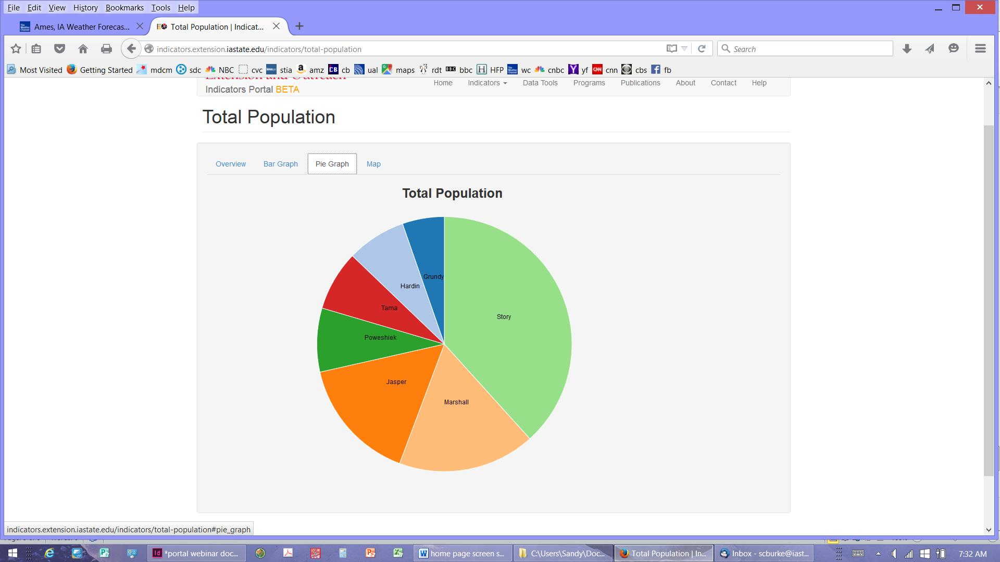 File Edit View History Bookmarks Tools Help
Ames, IA Weather Forecas... Total Population | Indicat...
indicators.extension.iastate.edu/indicators/total-population Search
Most Visited Getting Started mdcm sdc NBC cvc stia amz cb ual maps rdt BBC bbc HFP wc cnbc yf CNN cnn cbs fb
Extension and Outreach
Home Indicators Data Tools Programs Publications About Contact Help
Indicators Portal BETA
Total Population
Overview Bar Graph Pie Graph Map
Total Population
Grundy
Hardin
Tama
Story
Poweshiek
Jasper
Marshall
indicators.extension.iastate.edu/indicators/total-population#pie_graph
*portal webinar doc... home page screen s... C:\Users\Sandy\Doc... Total Population | In... Inbox - scburke@iast... 7:32 AM